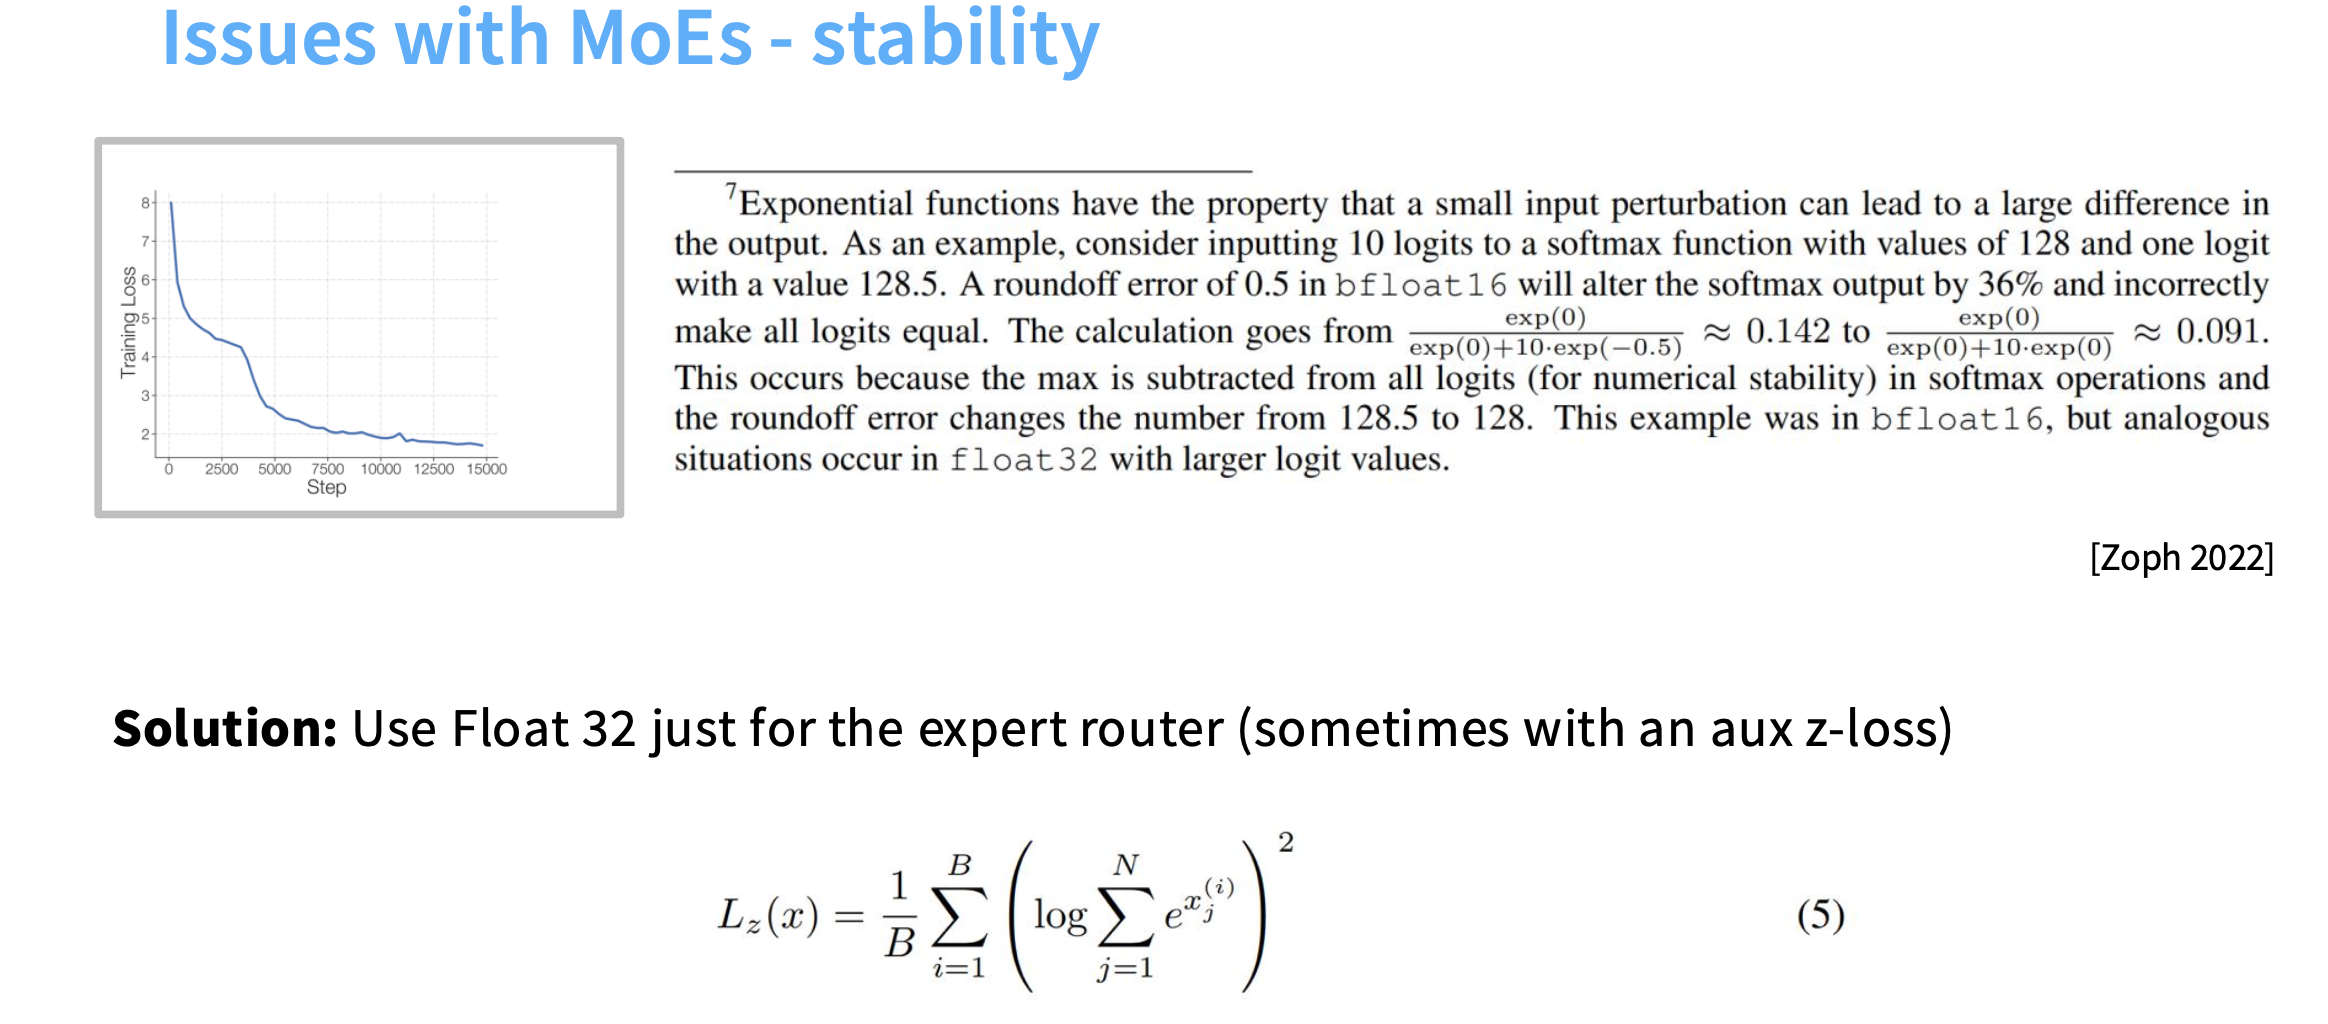 Issues with MoEs - stability
8
7
6
5
4
3
2
Training Loss
0 2500 5000 7500 10000 12500 15000
Step
⁷Exponential functions have the property that a small input perturbation can lead to a large difference in
the output. As an example, consider inputting 10 logits to a softmax function with values of 128 and one logit
with a value 128.5. A roundoff error of 0.5 in bfloat16 will alter the softmax output by 36% and incorrectly
make all logits equal. The calculation goes from exp(0)/(exp(0)+10·exp(−0.5)) ≈ 0.142 to exp(0)/(exp(0)+10·exp(0)) ≈ 0.091.
This occurs because the max is subtracted from all logits (for numerical stability) in softmax operations and
the roundoff error changes the number from 128.5 to 128. This example was in bfloat16, but analogous
situations occur in float32 with larger logit values.
[Zoph 2022]
Solution: Use Float 32 just for the expert router (sometimes with an aux z-loss)
L_z(x) = \frac{1}{B} \sum_{i=1}^{B} \left( \log \sum_{j=1}^{N} e^{x_j^{(i)}} \right)^2 (5)